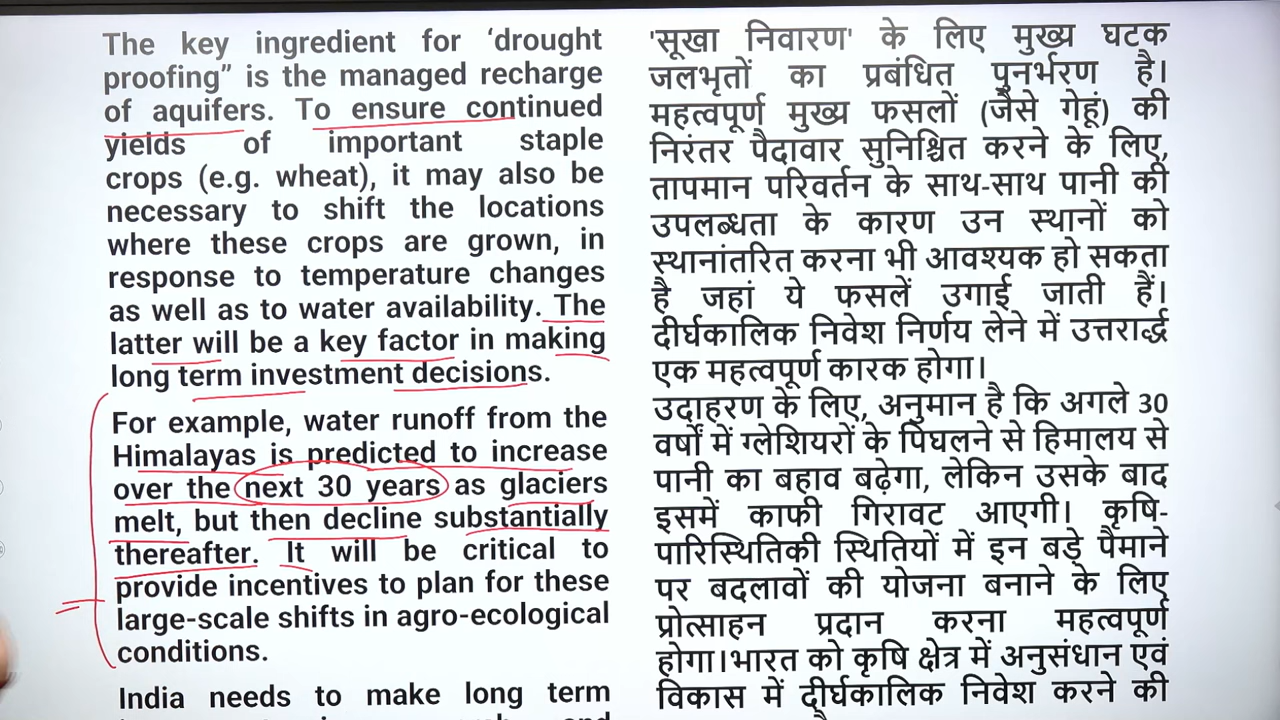 The key ingredient for ‘drought
proofing” is the managed recharge
of aquifers. To ensure continued
yields of important staple
crops (e.g. wheat), it may also be
necessary to shift the locations
where these crops are grown, in
response to temperature changes
as well as to water availability. The
latter will be a key factor in making
long term investment decisions.
For example, water runoff from the
Himalayas is predicted to increase
over the next 30 years as glaciers
melt, but then decline substantially
thereafter. It will be critical to
provide incentives to plan for these
large-scale shifts in agro-ecological
conditions.
India needs to make long term
'सूखा निवारण' के लिए मुख्य घटक
जलभृतों का प्रबंधित पुनर्भरण है।
महत्वपूर्ण मुख्य फसलों (जैसे गेहूं) की
निरंतर पैदावार सुनिश्चित करने के लिए,
तापमान परिवर्तन के साथ-साथ पानी की
उपलब्धता के कारण उन स्थानों को
स्थानांतरित करना भी आवश्यक हो सकता
है जहां ये फसलें उगाई जाती हैं।
दीर्घकालिक निवेश निर्णय लेने में उत्तरार्द्ध
एक महत्वपूर्ण कारक होगा।
उदाहरण के लिए, अनुमान है कि अगले 30
वर्षों में ग्लेशियरों के पिघलने से हिमालय से
पानी का बहाव बढ़ेगा, लेकिन उसके बाद
इसमें काफी गिरावट आएगी। कृषि-
पारिस्थितिकी स्थितियों में इन बड़े पैमाने
पर बदलावों की योजना बनाने के लिए
प्रोत्साहन प्रदान करना महत्वपूर्ण
होगा।भारत को कृषि क्षेत्र में अनुसंधान एवं
विकास में दीर्घकालिक निवेश करने की